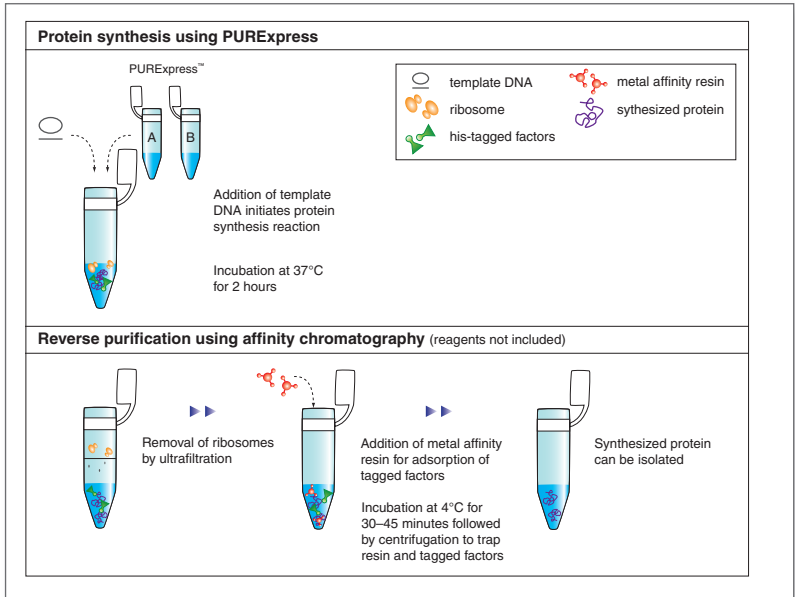 Protein synthesis using PURExpress
PURExpress™
A
B
template DNA
ribosome
his-tagged factors
metal affinity resin
sythesized protein
Addition of template
DNA initiates protein
synthesis reaction
Incubation at 37°C
for 2 hours
Reverse purification using affinity chromatography (reagents not included)
Removal of ribosomes
by ultrafiltration
Addition of metal affinity
resin for adsorption of
tagged factors
Incubation at 4°C for
30–45 minutes followed
by centrifugation to trap
resin and tagged factors
Synthesized protein
can be isolated